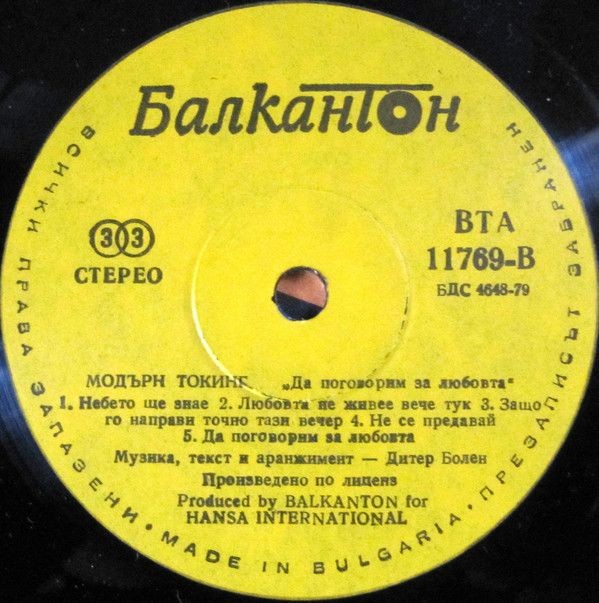 Балкантон
33
СТЕРЕО
ВТА
11769-В
БДС 4648-79
МОДЪРН ТОКИНГ „Да поговорим за любовта“
1. Небето ще знае 2. Любовта не живее вече тук 3. Защо
го направи точно тази вечер 4. Не се предавай
5. Да поговорим за любовта
Музика, текст и аранжимент — Дитер Болен
Произведено по лиценз
Produced by BALKANTON for
HANSA INTERNATIONAL
ВСИЧКИ ПРАВА ЗАПАЗЕНИ • MADE IN BULGARIA • ПРЕЗАПИСЪТ ЗАБРАНЕН